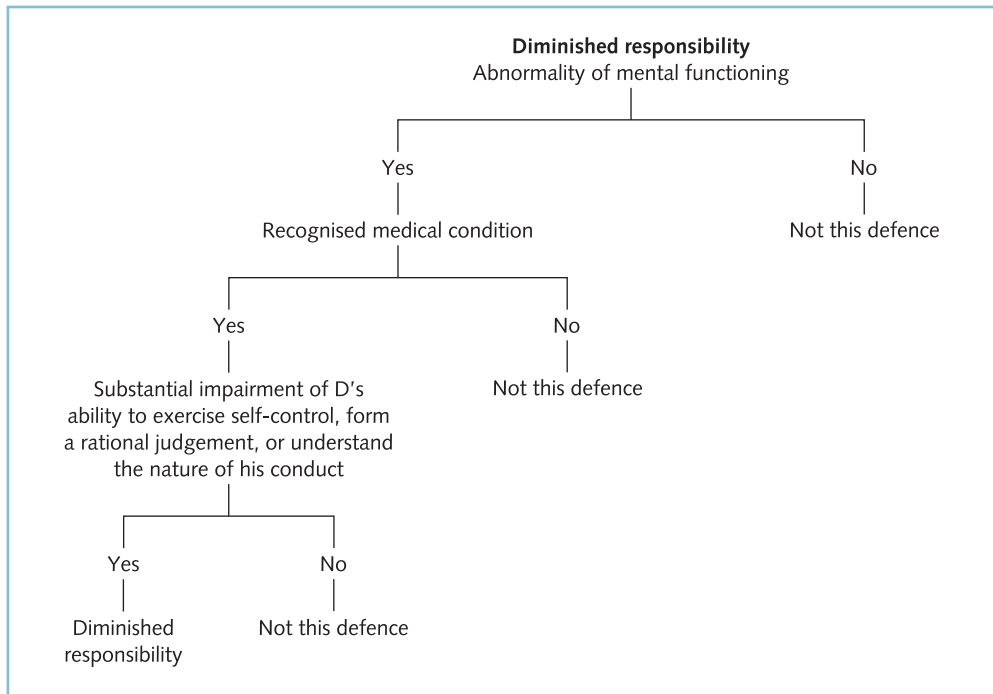 Diminished responsibility
Abnormality of mental functioning
Yes
No
Recognised medical condition
Not this defence
Yes
No
Substantial impairment of D's
ability to exercise self-control, form
a rational judgement, or understand
the nature of his conduct
Not this defence
Yes
No
Diminished
responsibility
Not this defence